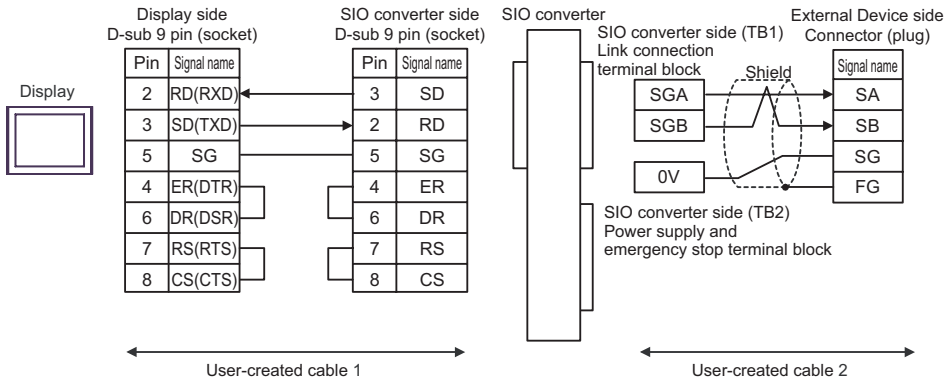 Display side
D-sub 9 pin (socket)
SIO converter side
D-sub 9 pin (socket)
SIO converter
SIO converter side (TB1)
Link connection
terminal block
External Device side
Connector (plug)
Display
Pin Signal name
2 RD(RXD)
3 SD(TXD)
5 SG
4 ER(DTR)
6 DR(DSR)
7 RS(RTS)
8 CS(CTS)
Pin Signal name
3 SD
2 RD
5 SG
4 ER
6 DR
7 RS
8 CS
SGA
SGB
0V
Shield
Signal name
SA
SB
SG
FG
SIO converter side (TB2)
Power supply and
emergency stop terminal block
User-created cable 1
User-created cable 2